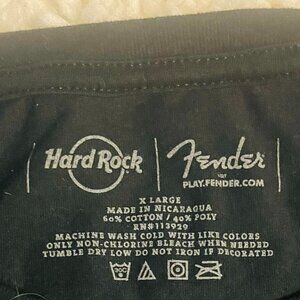 Hard Rock
Fender
PLAY.FENDER.COM
X LARGE
MADE IN NICARAGUA
60% COTTON / 40% POLY
RN#113929
MACHINE WASH COLD WITH LIKE COLORS
ONLY NON-CHLORINE BLEACH WHEN NEEDED
TUMBLE DRY LOW DO NOT IRON IF DECORATED